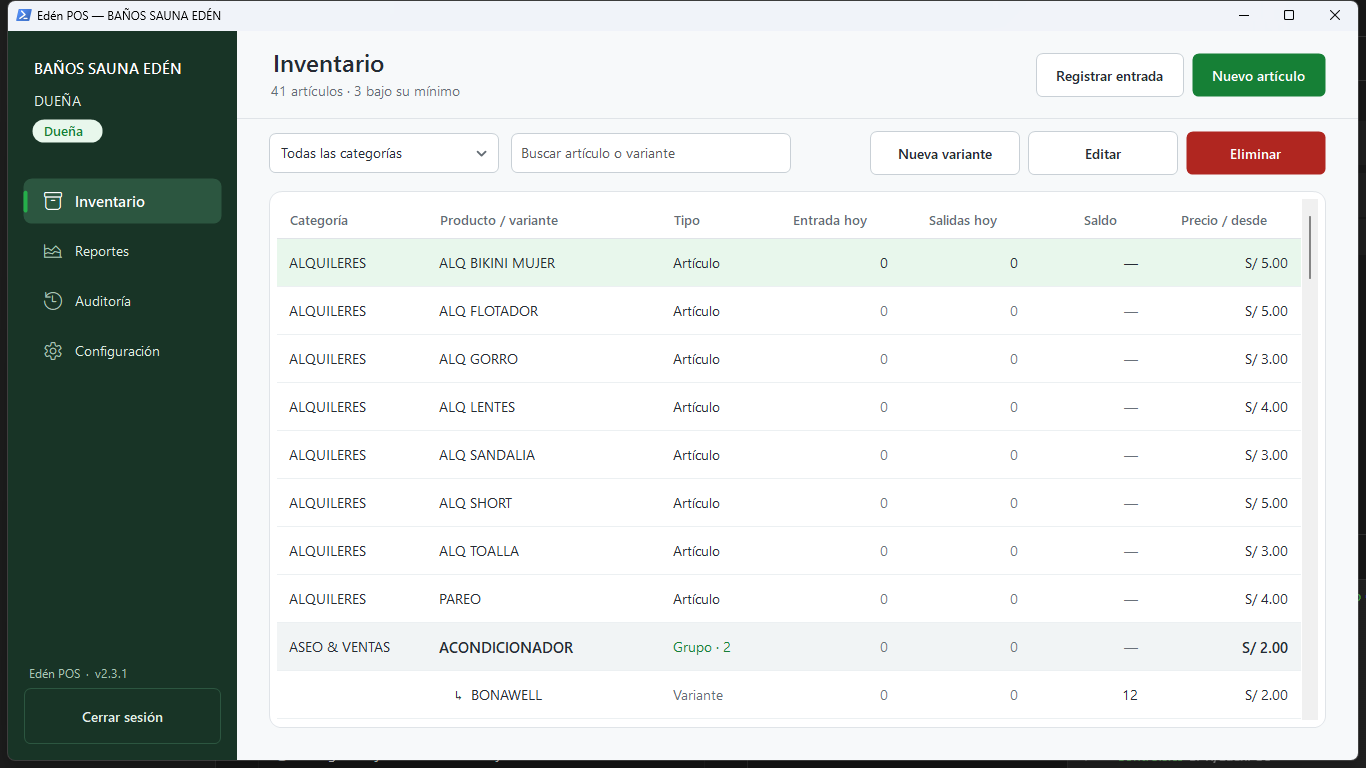 Edén POS — BAÑOS SAUNA EDÉN
BAÑOS SAUNA EDÉN
DUEÑA
Dueña
Inventario
Reportes
Auditoría
Configuración
Edén POS · v2.3.1
Cerrar sesión
Inventario
41 artículos · 3 bajo su mínimo
Registrar entrada
Nuevo artículo
Todas las categorías
Buscar artículo o variante
Nueva variante
Editar
Eliminar
Categoría Producto / variante Tipo Entrada hoy Salidas hoy Saldo Precio / desde
ALQUILERES ALQ BIKINI MUJER Artículo 0 0 — S/ 5.00
ALQUILERES ALQ FLOTADOR Artículo 0 0 — S/ 5.00
ALQUILERES ALQ GORRO Artículo 0 0 — S/ 3.00
ALQUILERES ALQ LENTES Artículo 0 0 — S/ 4.00
ALQUILERES ALQ SANDALIA Artículo 0 0 — S/ 3.00
ALQUILERES ALQ SHORT Artículo 0 0 — S/ 5.00
ALQUILERES ALQ TOALLA Artículo 0 0 — S/ 3.00
ALQUILERES PAREO Artículo 0 0 — S/ 4.00
ASEO & VENTAS ACONDICIONADOR Grupo · 2 0 0 — S/ 2.00
↳ BONAWELL Variante 0 0 12 S/ 2.00